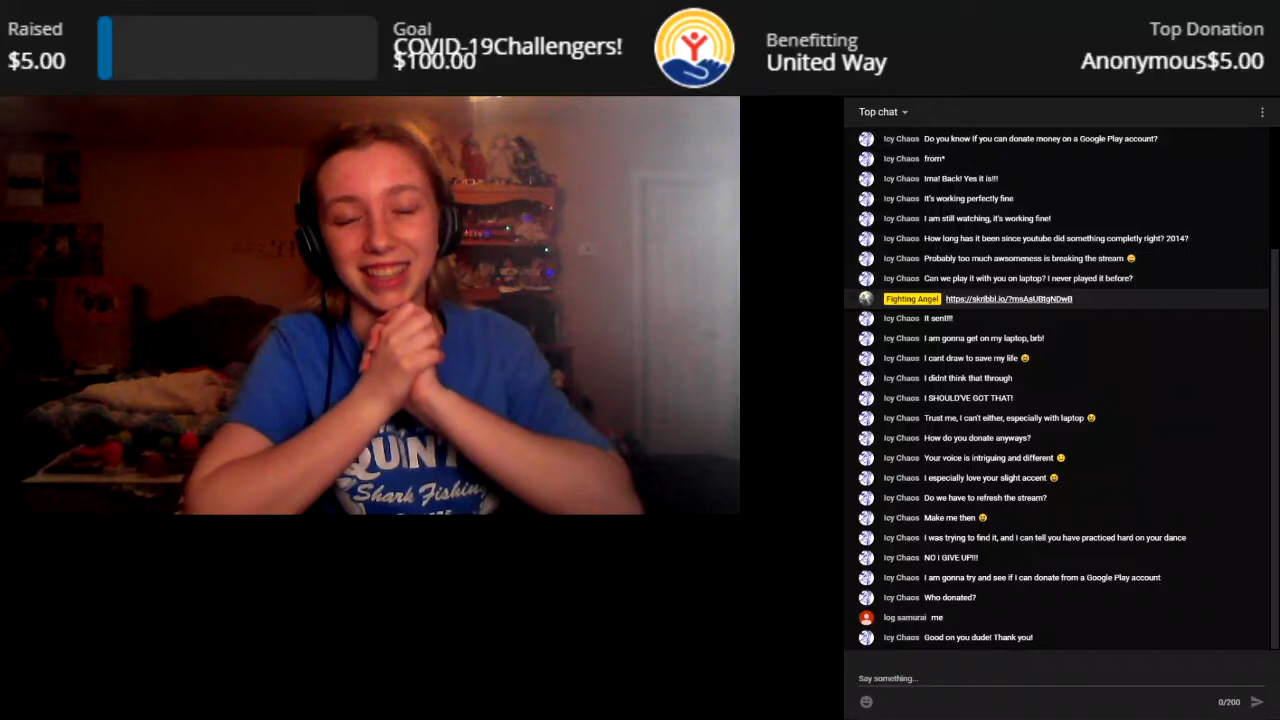 Raised
$5.00
Goal
COVID-19Challengers!
$100.00
Benefitting
United Way
Top Donation
Anonymous$5.00
Top chat
Icy Chaos Do you know if you can donate money on a Google Play account?
Icy Chaos from*
Icy Chaos Ima! Back! Yes it is!!!
Icy Chaos It's working perfectly fine
Icy Chaos I am still watching, it's working fine!
Icy Chaos How long has it been since youtube did something completly right? 2014?
Icy Chaos Probably too much awsomeness is breaking the stream 😄
Icy Chaos Can we play it with you on laptop? I never played it before?
Fighting Angel https://skribbl.io/?msAsUBtgNDwB
Icy Chaos It sent!!!
Icy Chaos I am gonna get on my laptop, brb!
Icy Chaos I cant draw to save my life 😆
Icy Chaos I didnt think that through
Icy Chaos I SHOULD'VE GOT THAT!
Icy Chaos Trust me, I can't either, especially with laptop 😆
Icy Chaos How do you donate anyways?
Icy Chaos Your voice is intriguing and different 🙂
Icy Chaos I especially love your slight accent 😄
Icy Chaos Do we have to refresh the stream?
Icy Chaos Make me then 😆
Icy Chaos I was trying to find it, and I can tell you have practiced hard on your dance
Icy Chaos NO I GIVE UP!!!
Icy Chaos I am gonna try and see if I can donate from a Google Play account
Icy Chaos Who donated?
log samurai me
Icy Chaos Good on you dude! Thank you!
Say something...
0/200
QUINT
Shark Fishing